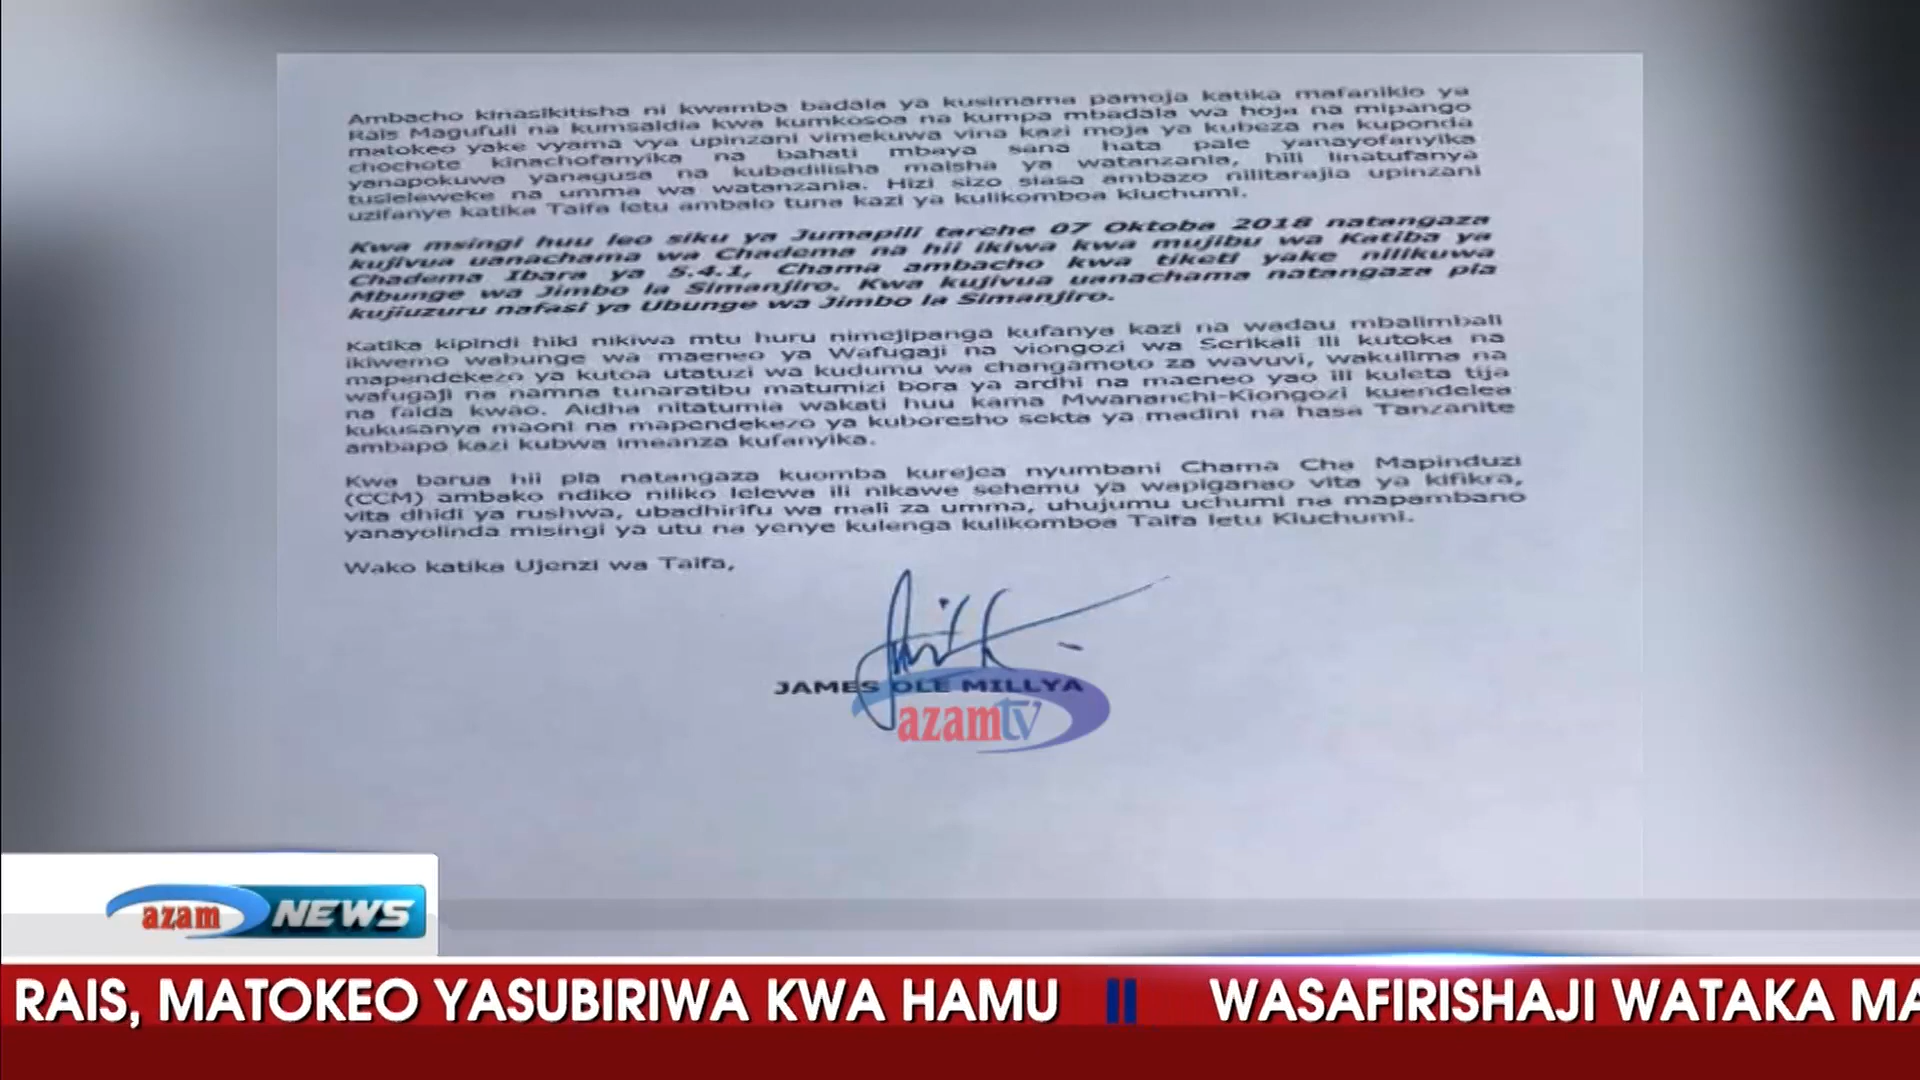 Ambacho kinasikitisha ni kwamba badala ya kusimama pamoja katika mafanikio ya
Rais Magufuli na kumsaidia kwa kumkosoa na kumpa mbadala wa hoja na mipango
matokeo yake vyama vya upinzani vimekuwa vina kazi moja ya kubeza na kuponda
chochote kinachofanyika na bahati mbaya sana hata pale yanayofanyika
yanapokuwa yanagusa na kubadilisha maisha ya watanzania, hili linatufanya
tusieleweke na umma wa watanzania. Hizi sizo siasa ambazo nilitarajia upinzani
uzifanye katika Taifa letu ambalo tuna kazi ya kulikomboa kiuchumi.
Kwa msingi huu leo siku ya Jumapili tarehe 07 Oktoba 2018 natangaza
kujivua uanachama wa Chadema na hii ikiwa kwa mujibu wa Katiba ya
Chadema Ibara ya 5.4.1, Chama ambacho kwa tiketi yake nilikuwa
Mbunge wa Jimbo la Simanjiro. Kwa kujivua uanachama natangaza pia
kujiuzuru nafasi ya Ubunge wa Jimbo la Simanjiro.
Katika kipindi hiki nikiwa mtu huru nimejipanga kufanya kazi na wadau mbalimbali
ikiwemo wabunge wa maeneo ya Wafugaji na viongozi wa Serikali ili kutoka na
mapendekezo ya kutoa utatuzi wa kudumu wa changamoto za wavuvi, wakulima na
wafugaji na namna tunaratibu matumizi bora ya ardhi na maeneo yao ili kuleta tija
na faida kwao. Aidha nitatumia wakati huu kama Mwananchi-Kiongozi kuendelea
kukusanya maoni na mapendekezo ya kuboresho sekta ya madini na hasa Tanzanite
ambapo kazi kubwa imeanza kufanyika.
Kwa barua hii pia natangaza kuomba kurejea nyumbani Chama Cha Mapinduzi
(CCM) ambako ndiko niliko lelewa ili nikawe sehemu ya wapiganao vita ya kifikra,
vita dhidi ya rushwa, ubadhirifu wa mali za umma, uhujumu uchumi na mapambano
yanayolinda misingi ya utu na yenye kulenga kulikomboa Taifa letu Kiuchumi.
Wako katika Ujenzi wa Taifa,
JAMES OLE MILLYA
azamtv
azam NEWS
RAIS, MATOKEO YASUBIRIWA KWA HAMU || WASAFIRISHAJI WATAKA MA